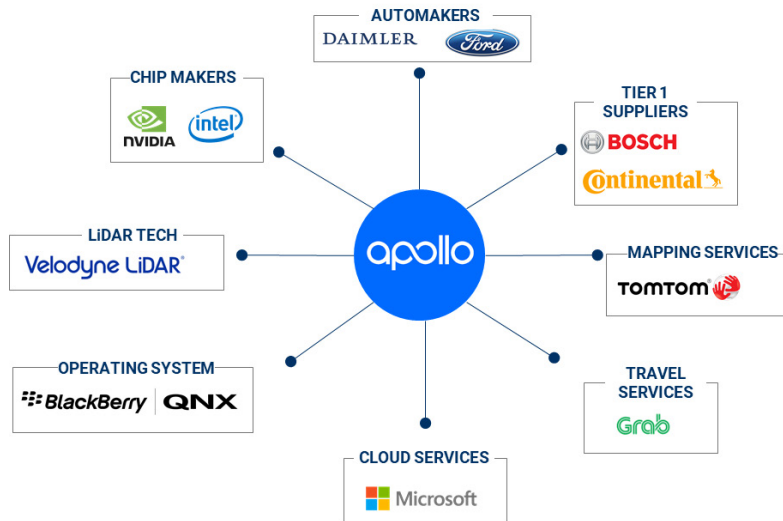 AUTOMAKERS
DAIMLER Ford
CHIP MAKERS
NVIDIA intel
TIER 1
SUPPLIERS
BOSCH
Continental
apollo
LiDAR TECH
Velodyne LiDAR
MAPPING SERVICES
TOMTOM
OPERATING SYSTEM
BlackBerry QNX
TRAVEL
SERVICES
Grab
CLOUD SERVICES
Microsoft